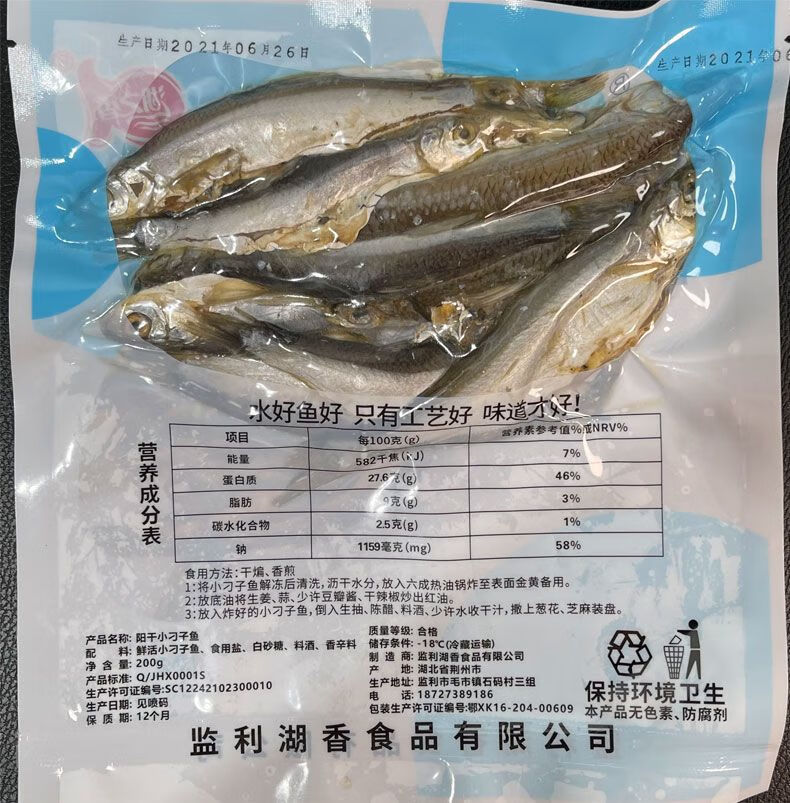 生产日期2021年06月26日
生产日期2021年06
水好鱼好 只有工艺好 味道才好!
营养成分表
项目 每100克(g) 营养素参考值%或NRV%
能量 582千焦(KJ) 7%
蛋白质 27.6克(g) 46%
脂肪 克(g) 3%
碳水化合物 2.5克(g) 1%
钠 1159毫克(mg) 58%
食用方法:干煸、香煎
1:将小刁子鱼解冻后清洗,沥干水分,放入六成热油锅炸至表面金黄备用。
2:放底油将生姜、蒜、少许豆瓣酱、干辣椒炒出红油。
3:放入炸好的小刁子鱼,倒入生抽、陈醋、料酒、少许水收干汁,撒上葱花、芝麻装盘。
产品名称:阳干小刁子鱼
配料:鲜活小刁子鱼、食用盐、白砂糖、料酒、香辛料
净含量:200g
产品标准:Q/JHX0001S
生产许可证编号:SC12242102300010
生产日期:见喷码
保质期:12个月
质量等级:合格
储存条件:-18℃(冷藏运输)
制造商:监利湖香食品有限公司
产地:湖北省荆州市
生产地址:监利市毛市镇石码村三组
电话:18727389186
包装生产许可证编号:鄂XK16-204-00609
保持环境卫生
本产品无色素、防腐剂
监利湖香食品有限公司